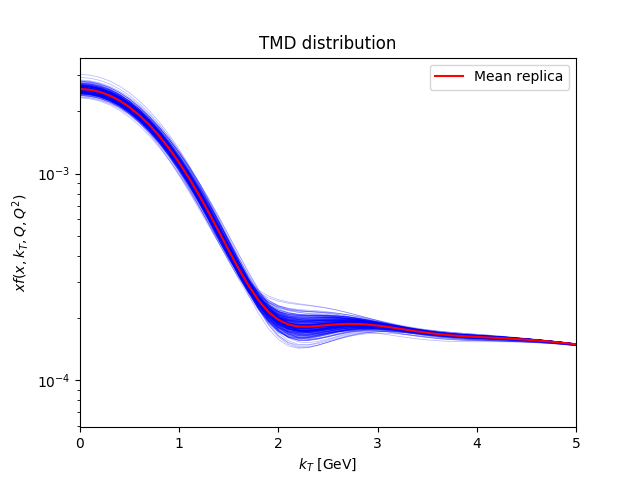 TMD distribution
Mean replica
xf(x, k_T, Q, Q^2)
10^{-3}
10^{-4}
0 1 2 3 4 5
k_T [GeV]